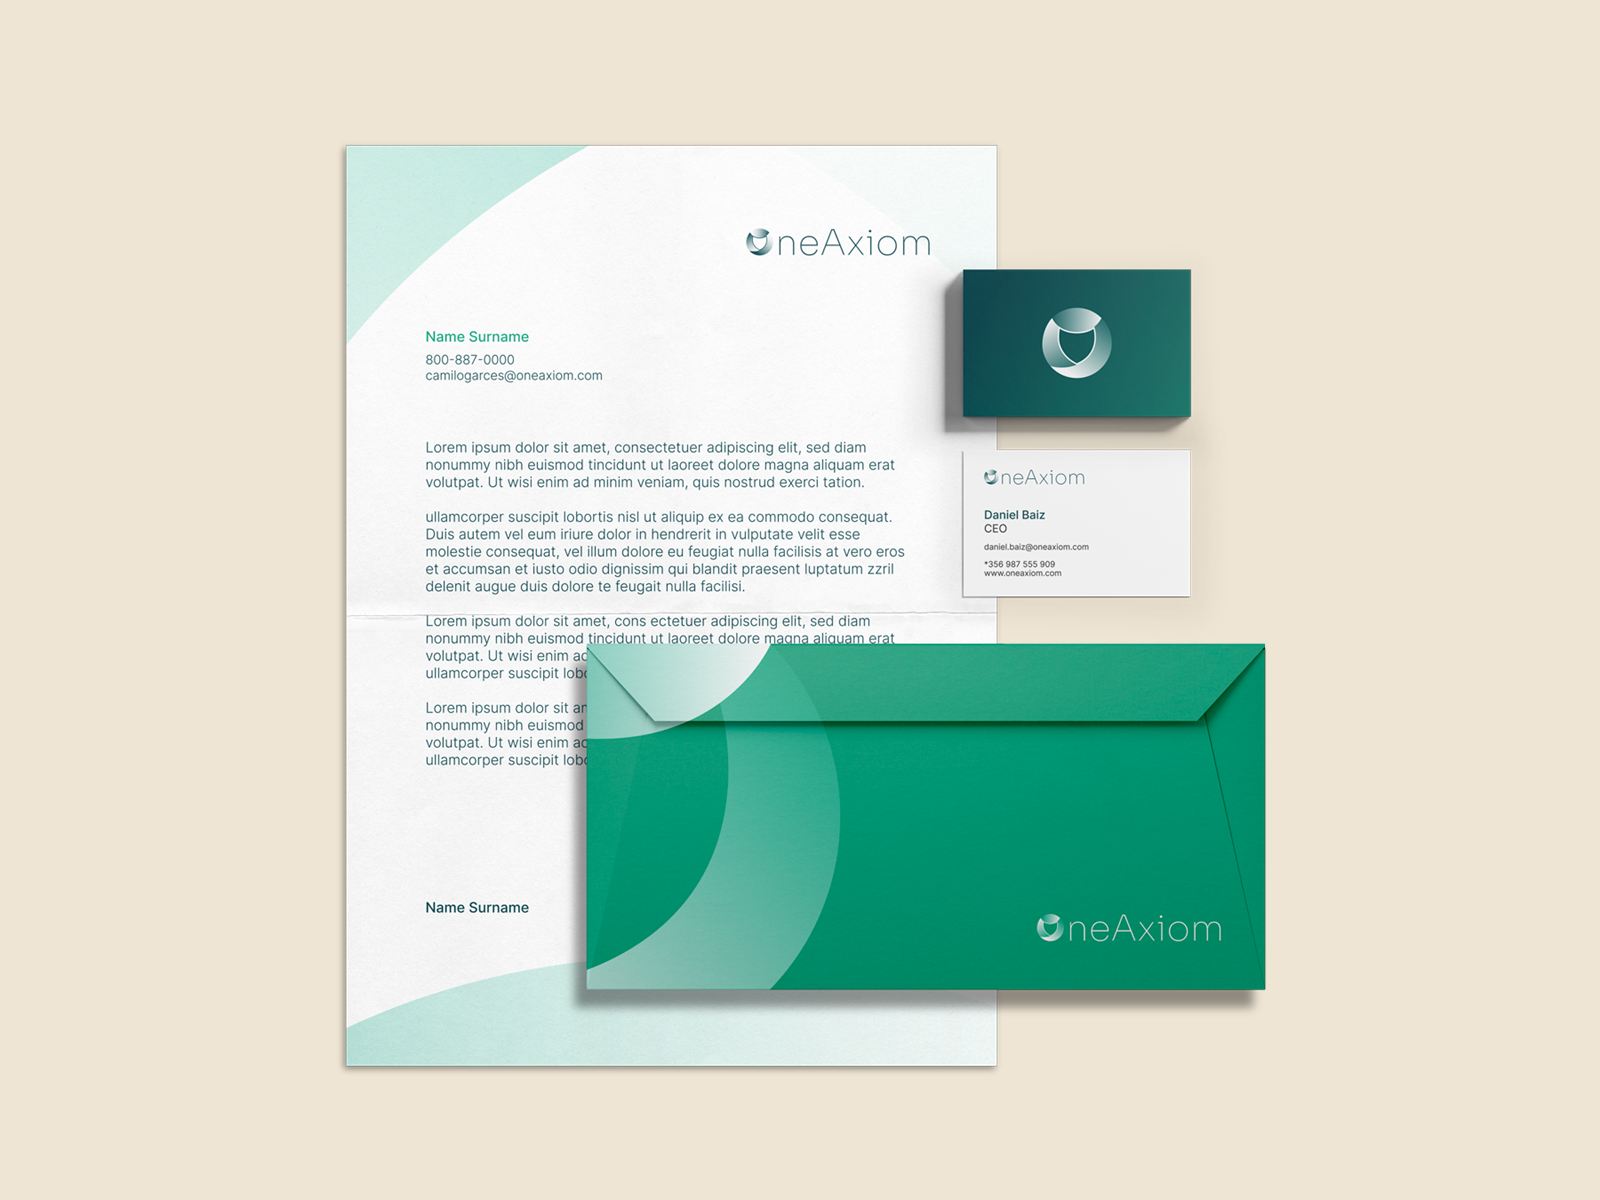 OneAxiom
Name Surname
800-887-0000
camilogarces@oneaxiom.com
Lorem ipsum dolor sit amet, consectetuer adipiscing elit, sed diam
nonummy nibh euismod tincidunt ut laoreet dolore magna aliquam erat
volutpat. Ut wisi enim ad minim veniam, quis nostrud exerci tation.
ullamcorper suscipit lobortis nisl ut aliquip ex ea commodo consequat.
Duis autem vel eum iriure dolor in hendrerit in vulputate velit esse
molestie consequat, vel illum dolore eu feugiat nulla facilisis at vero eros
et accumsan et iusto odio dignissim qui blandit praesent luptatum zzril
delenit augue duis dolore te feugait nulla facilisi.
Lorem ipsum dolor sit amet, cons ectetuer adipiscing elit, sed diam
nonummy nibh euismod tincidunt ut laoreet dolore magna aliquam erat
volutpat. Ut wisi enim
ullamcorper suscipit
Lorem ipsum dolor sit
nonummy nibh euismod
volutpat. Ut wisi enim
ullamcorper suscipit
Name Surname
OneAxiom
Daniel Baiz
CEO
daniel.baiz@oneaxiom.com
*356 987 555 909
www.oneaxiom.com
OneAxiom